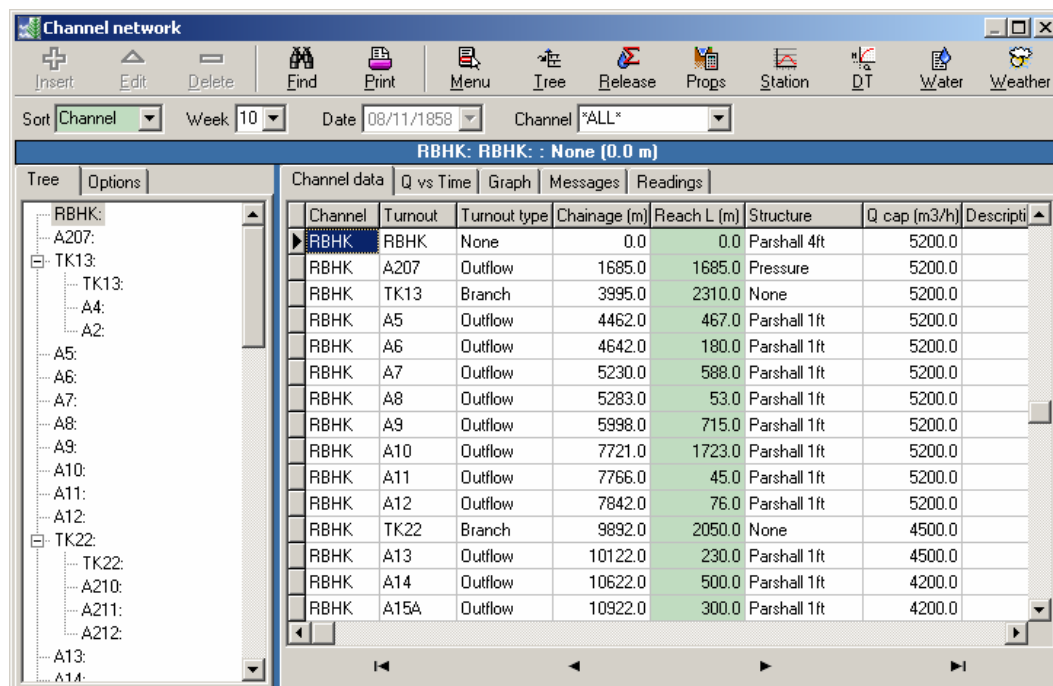 Channel network
Insert Edit Delete Find Print Menu Tree Release Props Station DT Water Weather
Sort Channel Week 10 Date 08/11/1858 Channel *ALL*
RBHK: RBHK: : None (0.0 m)
Tree Options
RBHK:
A207:
TK13:
TK13:
A4:
A2:
A5:
A6:
A7:
A8:
A9:
A10:
A11:
A12:
TK22:
TK22:
A210:
A211:
A212:
A13:
A14:
Channel data Q vs Time Graph Messages Readings
Channel Turnout Turnout type Chainage (m) Reach L (m) Structure Q cap (m3/h) Descripti
RBHK RBHK None 0.0 0.0 Parshall 4ft 5200.0
RBHK A207 Outflow 1685.0 1685.0 Pressure 5200.0
RBHK TK13 Branch 3995.0 2310.0 None 5200.0
RBHK A5 Outflow 4462.0 467.0 Parshall 1ft 5200.0
RBHK A6 Outflow 4642.0 180.0 Parshall 1ft 5200.0
RBHK A7 Outflow 5230.0 588.0 Parshall 1ft 5200.0
RBHK A8 Outflow 5283.0 53.0 Parshall 1ft 5200.0
RBHK A9 Outflow 5998.0 715.0 Parshall 1ft 5200.0
RBHK A10 Outflow 7721.0 1723.0 Parshall 1ft 5200.0
RBHK A11 Outflow 7766.0 45.0 Parshall 1ft 5200.0
RBHK A12 Outflow 7842.0 76.0 Parshall 1ft 5200.0
RBHK TK22 Branch 9892.0 2050.0 None 4500.0
RBHK A13 Outflow 10122.0 230.0 Parshall 1ft 4500.0
RBHK A14 Outflow 10622.0 500.0 Parshall 1ft 4200.0
RBHK A15A Outflow 10922.0 300.0 Parshall 1ft 4200.0